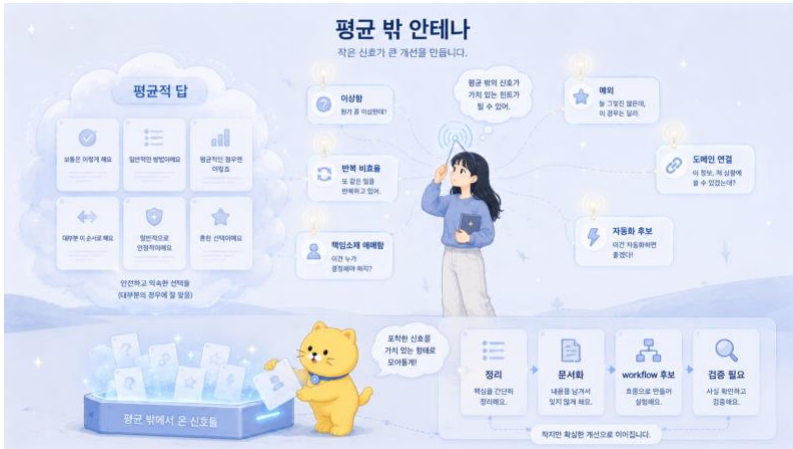 평균 밖 안테나
작은 신호가 큰 개선을 만듭니다.
평균적 답
보통은 이렇게 해요
일반적인 방법이에요
평균적인 경우엔
이렇죠
대부분 이 순서로 해요
일반적으로
안정적이에요
흔한 선택이에요
안전하고 익숙한 선택들
(대부분의 경우에 잘 맞음)
이상함
뭔가 좀 이상한데?
반복 비효율
또 같은 일을
반복하고 있어.
책임소재 애매함
이건 누가
결정해야 하지?
평균 밖의 신호가
가치 있는 힌트가
될 수 있어.
예외
늘 그렇진 않은데,
이 경우는 달라.
도메인 연결
이 정보, 저 상황에
쓸 수 있겠는데?
자동화 후보
이건 자동화하면
좋겠다!
평균 밖에서 온 신호들
포착한 신호를
가치 있는 형태로
모아둘게!
정리
핵심을 간단히
정리해요.
문서화
내용을 남겨서
잊지 않게 해요.
workflow 후보
흐름으로 만들어
실험해요.
검증 필요
사실 확인하고
검증해요.
작지만 확실한 개선으로 이어집니다.